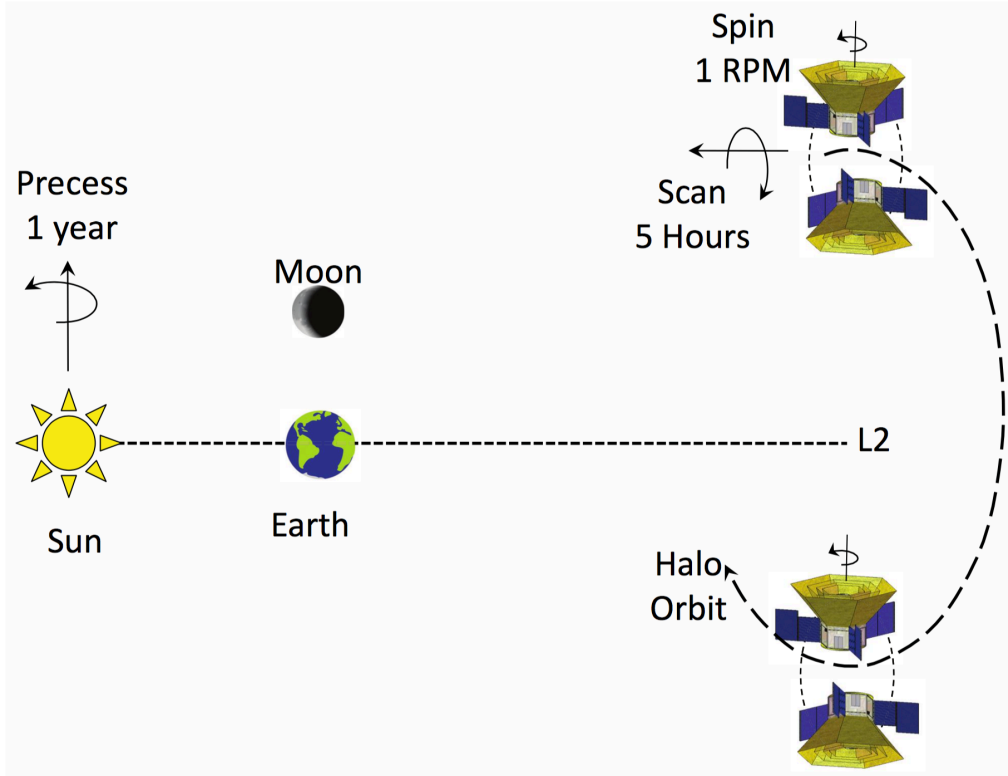 Spin
1 RPM
Precess
1 year
Scan
5 Hours
Moon
L2
Earth
Sun
Halo
Orbit